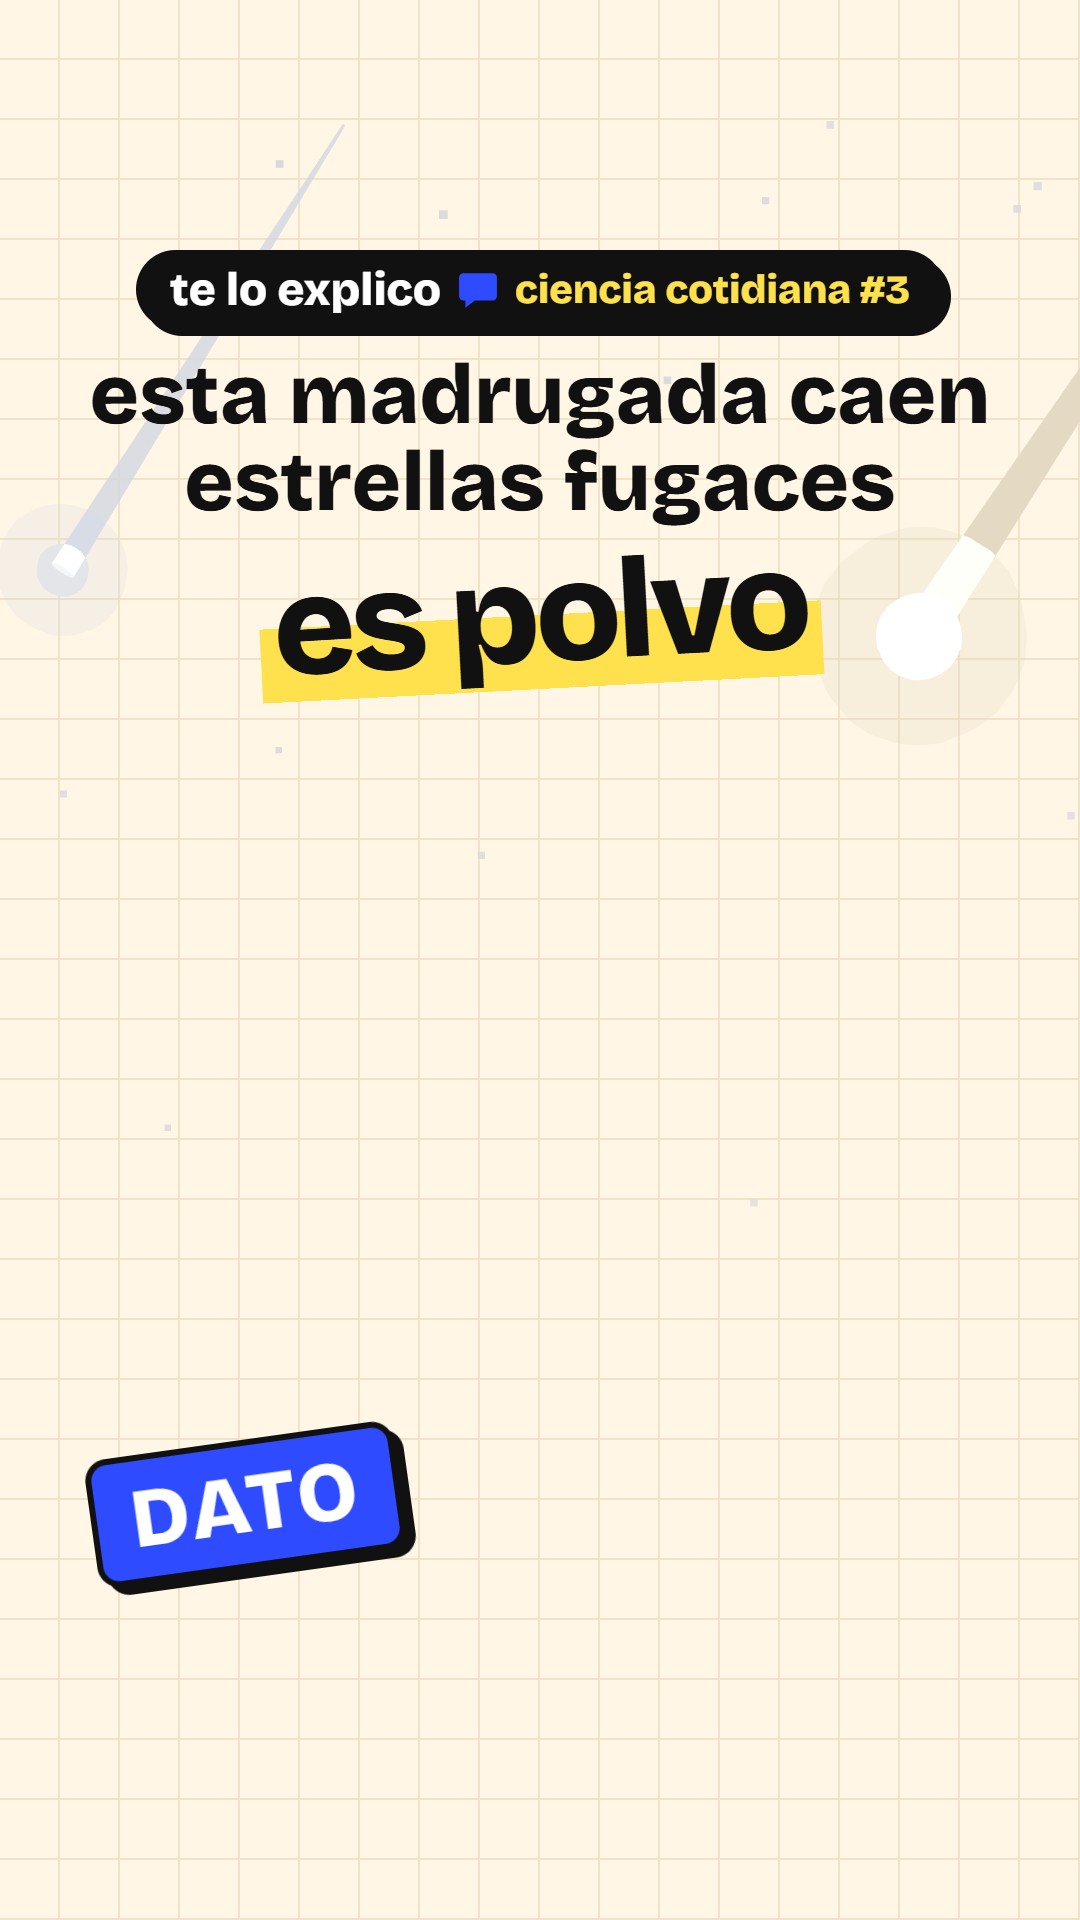 te lo explico ciencia cotidiana #3
esta madrugada caen
estrellas fugaces
es polvo
DATO